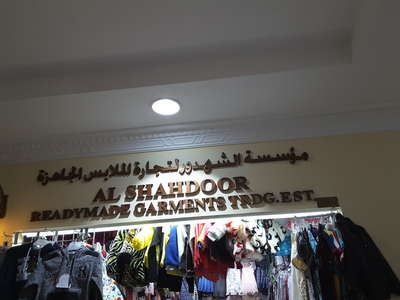 مؤسسة الشهدور لتجارة الملابس الجاهزة
AL SHAHDOOR
READYMADE GARMENTS TRDG.EST.